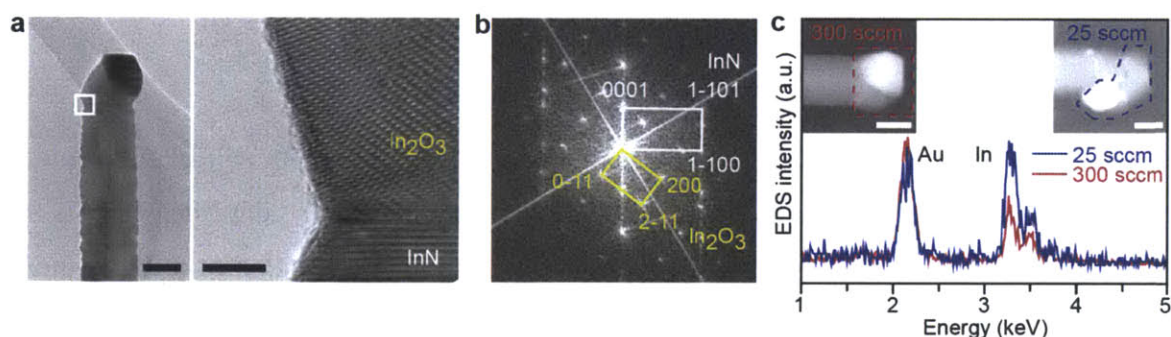 a
In2O3
InN
b
InN
0001
1-101
1-100
0-11
200
2-11
In2O3
c
EDS intensity (a.u.)
300 sccm
25 sccm
Au
In
25 sccm
300 sccm
1
2
3
4
5
Energy (keV)